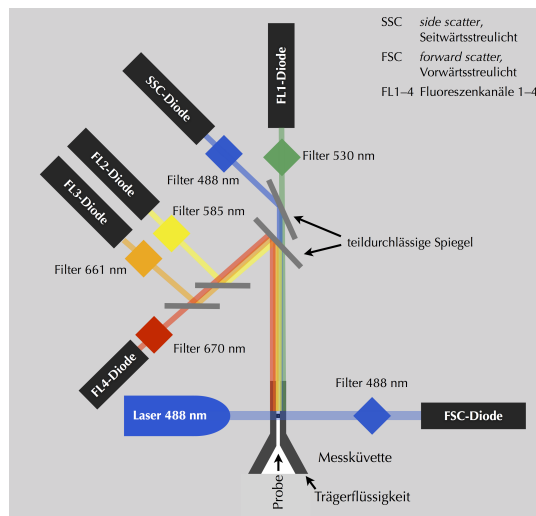 SSC side scatter,
Seitwärtsstreulicht
FSC forward scatter,
Vorwärtsstreulicht
FL1–4 Fluoreszenkanäle 1–4
FL1-Diode
SSC-Diode
Filter 530 nm
Filter 488 nm
FL2-Diode
FL3-Diode
Filter 585 nm
teildurchlässige Spiegel
Filter 661 nm
Filter 670 nm
FL4-Diode
Filter 488 nm
Laser 488 nm
FSC-Diode
Messküvette
Probe
Trägerflüssigkeit